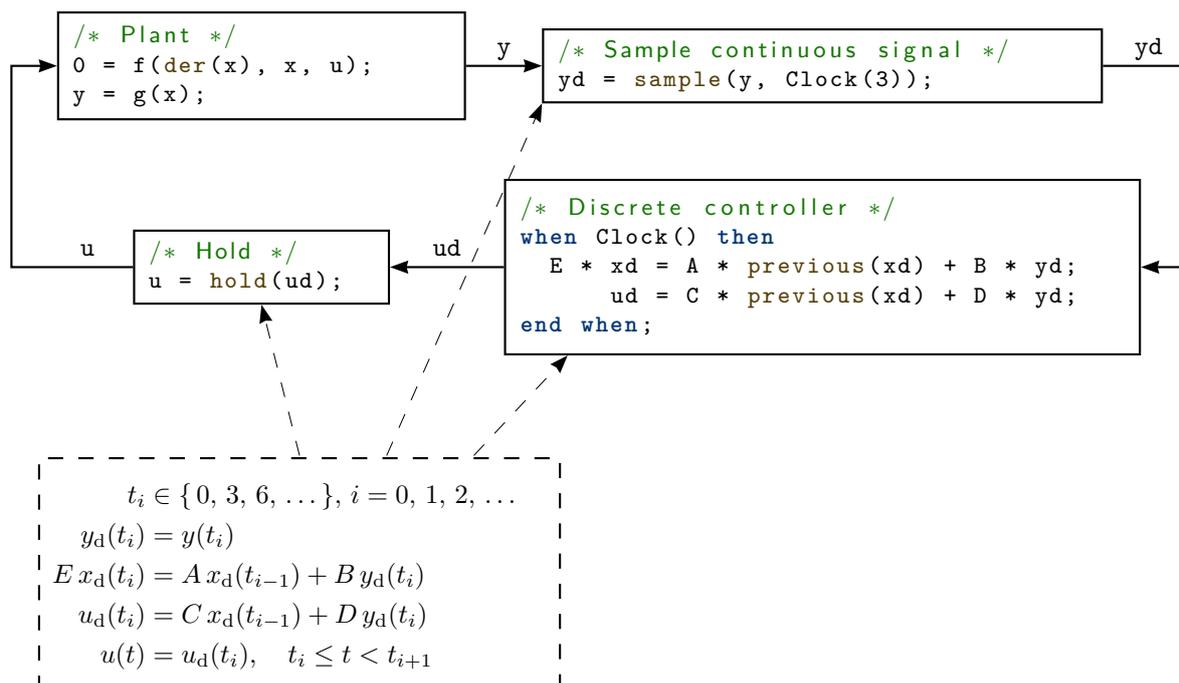 /* Plant */
0 = f(der(x), x, u);
y = g(x);
y
/* Sample continuous signal */
yd = sample(y, Clock(3));
yd
/* Discrete controller */
when Clock() then
E * xd = A * previous(xd) + B * yd;
ud = C * previous(xd) + D * yd;
end when;
ud
/* Hold */
u = hold(ud);
u
t_i ∈ { 0, 3, 6, … }, i = 0, 1, 2, …
y_d(t_i) = y(t_i)
E x_d(t_{i−1}) = A x_d(t_{i−1}) + B y_d(t_i)
u_d(t_i) = C x_d(t_{i−1}) + D y_d(t_i)
u(t) = u_d(t_i), t_i ≤ t < t_{i+1}